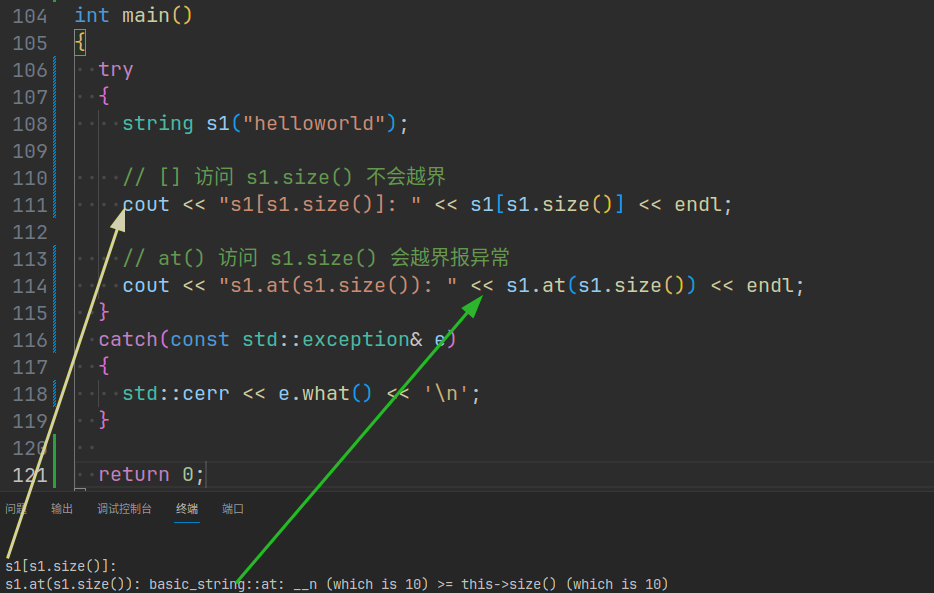 104 int main()
105 {
106 try
107 {
108 string s1("helloworld");
109
110 // [] 访问 s1.size() 不会越界
111 cout << "s1[s1.size()]: " << s1[s1.size()] << endl;
112
113 // at() 访问 s1.size() 会越界报异常
114 cout << "s1.at(s1.size()): " << s1.at(s1.size()) << endl;
115 }
116 catch(const std::exception& e)
117 {
118 std::cerr << e.what() << '\n';
119 }
120
121 return 0;
问题 输出 调试控制台 终端 端口
s1[s1.size()]:
s1.at(s1.size()): basic_string::at: __n (which is 10) >= this->size() (which is 10)